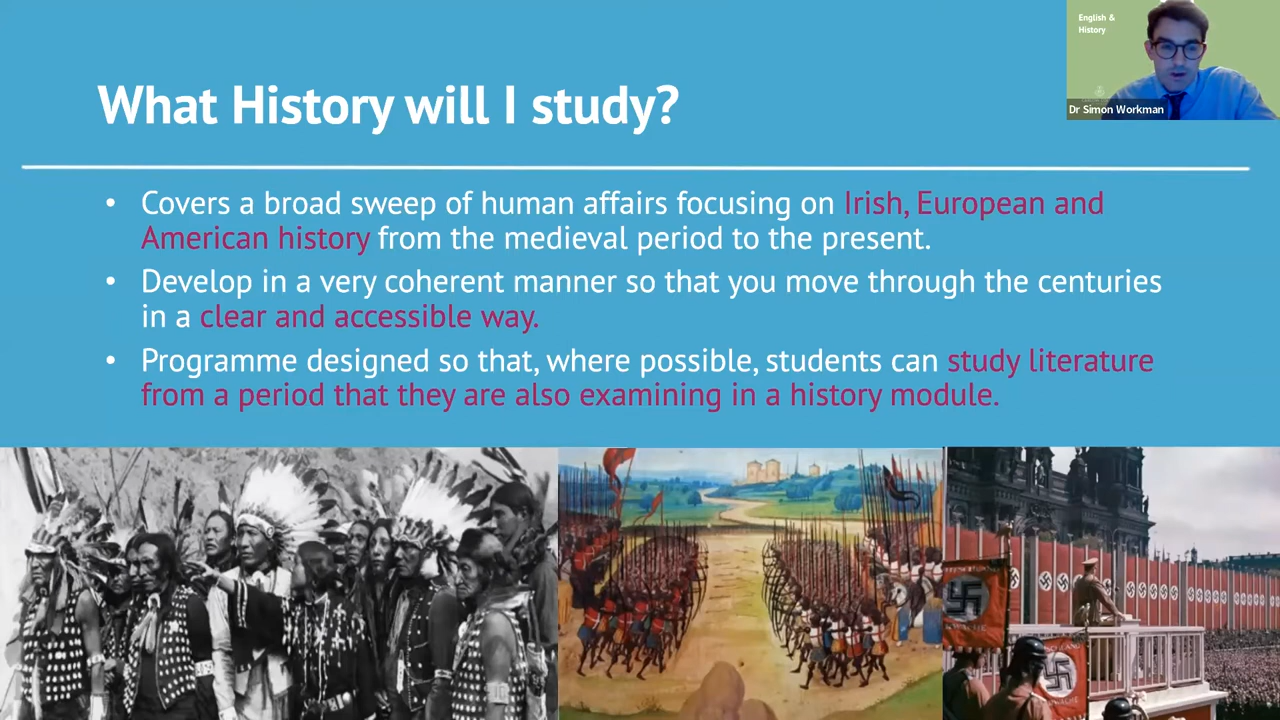 English &
History
Dr Simon Workman
What History will I study?
• Covers a broad sweep of human affairs focusing on Irish, European and
American history from the medieval period to the present.
• Develop in a very coherent manner so that you move through the centuries
in a clear and accessible way.
• Programme designed so that, where possible, students can study literature
from a period that they are also examining in a history module.